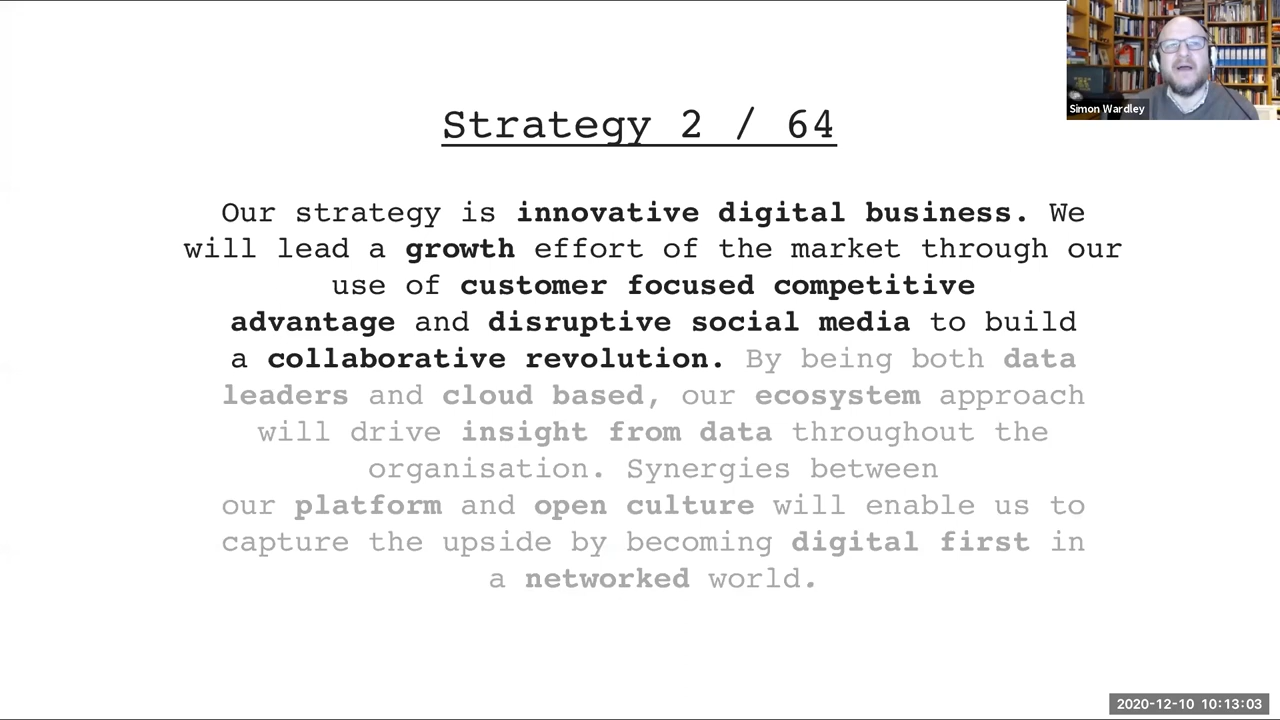 Simon Wardley
Strategy 2 / 64
Our strategy is innovative digital business. We
will lead a growth effort of the market through our
use of customer focused competitive
advantage and disruptive social media to build
a collaborative revolution. By being both data
leaders and cloud based, our ecosystem approach
will drive insight from data throughout the
organisation. Synergies between
our platform and open culture will enable us to
capture the upside by becoming digital first in
a networked world.
2020-12-10 10:13:03